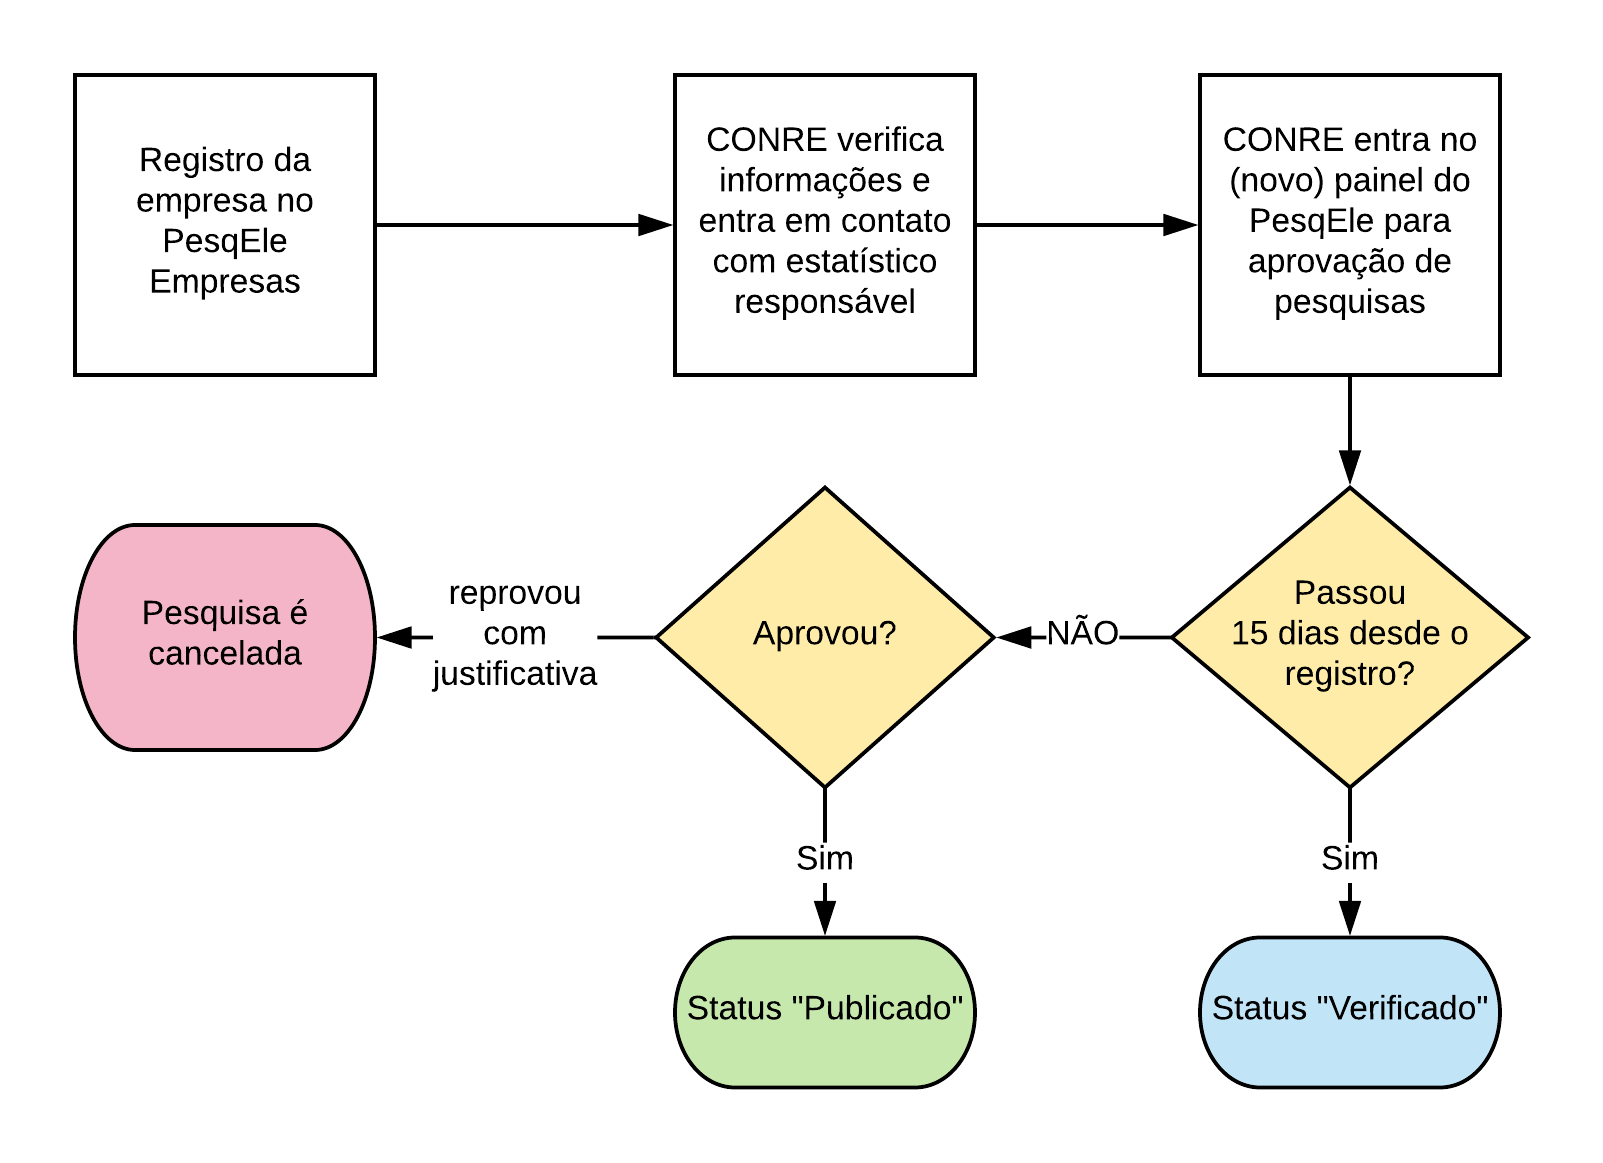 Registro da
empresa no
PesqEle
Empresas
CONRE verifica
informações e
entra em contato
com estatístico
responsável
CONRE entra no
(novo) painel do
PesqEle para
aprovação de
pesquisas
Passou
15 dias desde o
registro?
NÃO
Aprovou?
reprovou
com
justificativa
Pesquisa é
cancelada
Sim
Sim
Status "Publicado"
Status "Verificado"